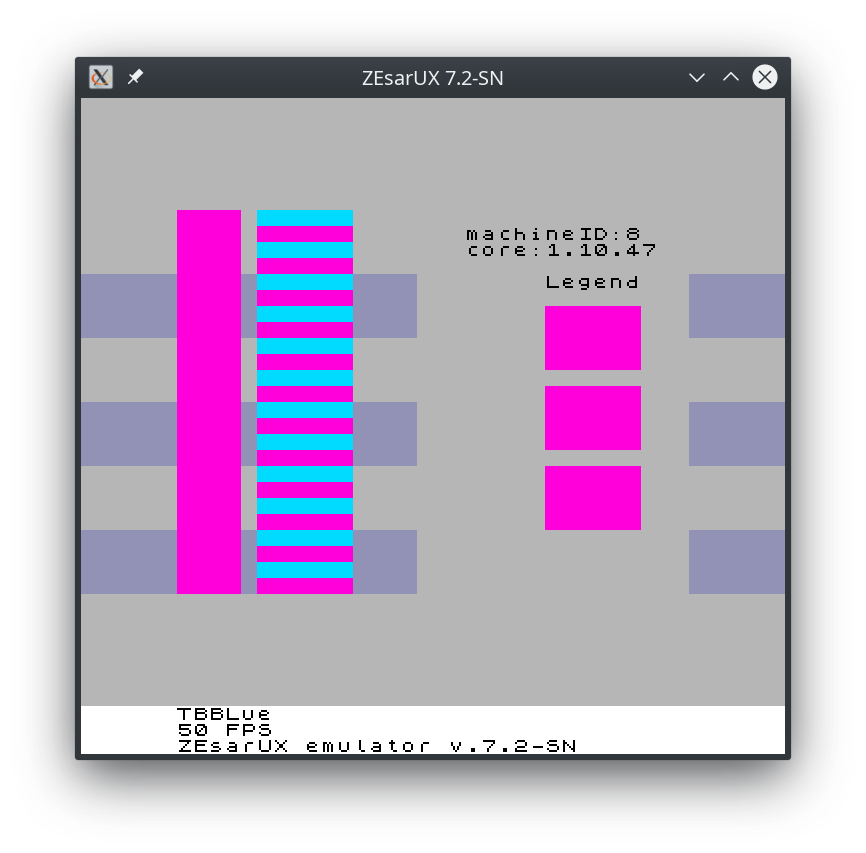 ZEsarUX 7.2-SN
machineID:8
core:1.10.47
Legend
TBBLue
50 FPS
ZEsarUX emulator v.7.2-SN